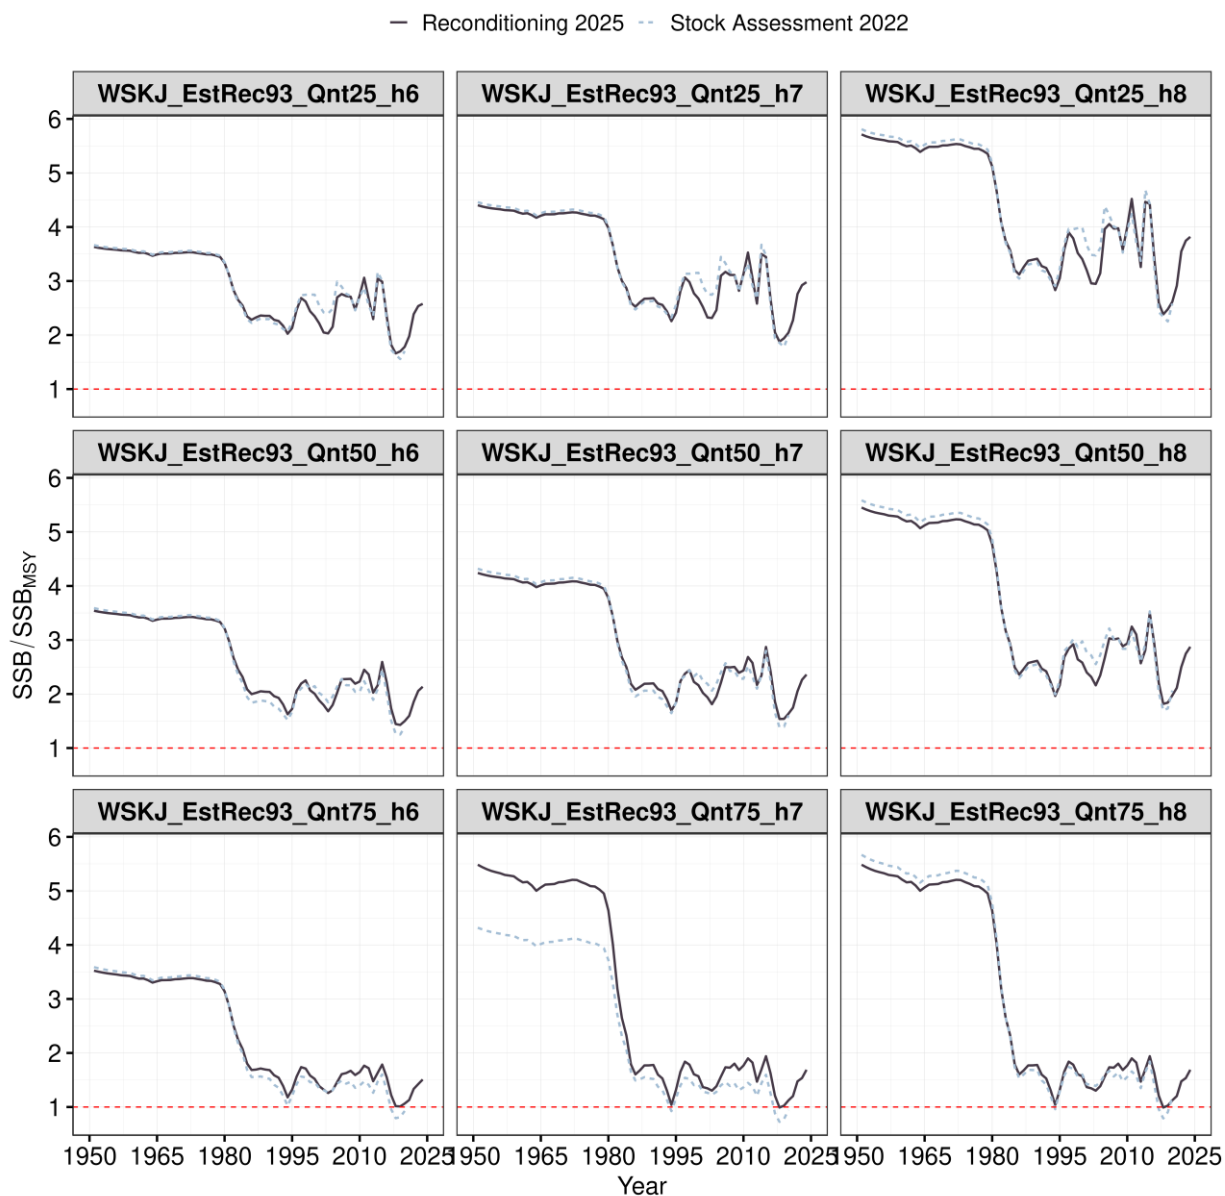 Reconditioning 2025 Stock Assessment 2022
WSKJ_EstRec93_Qnt25_h6 WSKJ_EstRec93_Qnt25_h7 WSKJ_EstRec93_Qnt25_h8
6
5
4
3
2
1
WSKJ_EstRec93_Qnt50_h6 WSKJ_EstRec93_Qnt50_h7 WSKJ_EstRec93_Qnt50_h8
6
5
4
3
2
1
SSB/SSBMSY
WSKJ_EstRec93_Qnt75_h6 WSKJ_EstRec93_Qnt75_h7 WSKJ_EstRec93_Qnt75_h8
6
5
4
3
2
1
1950 1965 1980 1995 2010 2025 1950 1965 1980 1995 2010 2025 1950 1965 1980 1995 2010 2025
Year